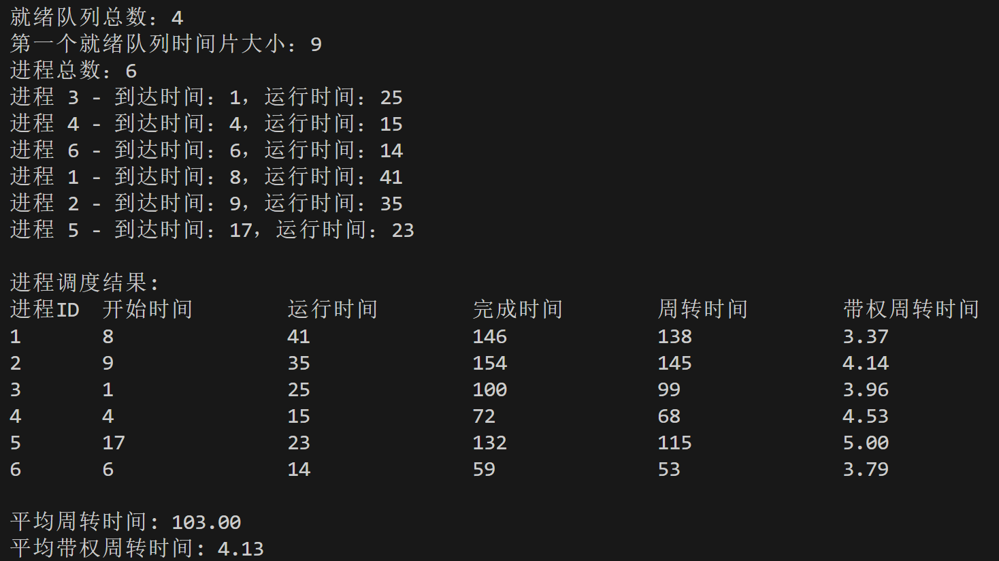 就绪队列总数：4
第一个就绪队列时间片大小：9
进程总数：6
进程 3 - 到达时间：1，运行时间：25
进程 4 - 到达时间：4，运行时间：15
进程 6 - 到达时间：6，运行时间：14
进程 1 - 到达时间：8，运行时间：41
进程 2 - 到达时间：9，运行时间：35
进程 5 - 到达时间：17，运行时间：23
进程调度结果：
进程ID 开始时间 运行时间 完成时间 周转时间 带权周转时间
1 8 41 146 138 3.37
2 9 35 154 145 4.14
3 1 25 100 99 3.96
4 4 15 72 68 4.53
5 17 23 132 115 5.00
6 6 14 59 53 3.79
平均周转时间：103.00
平均带权周转时间：4.13